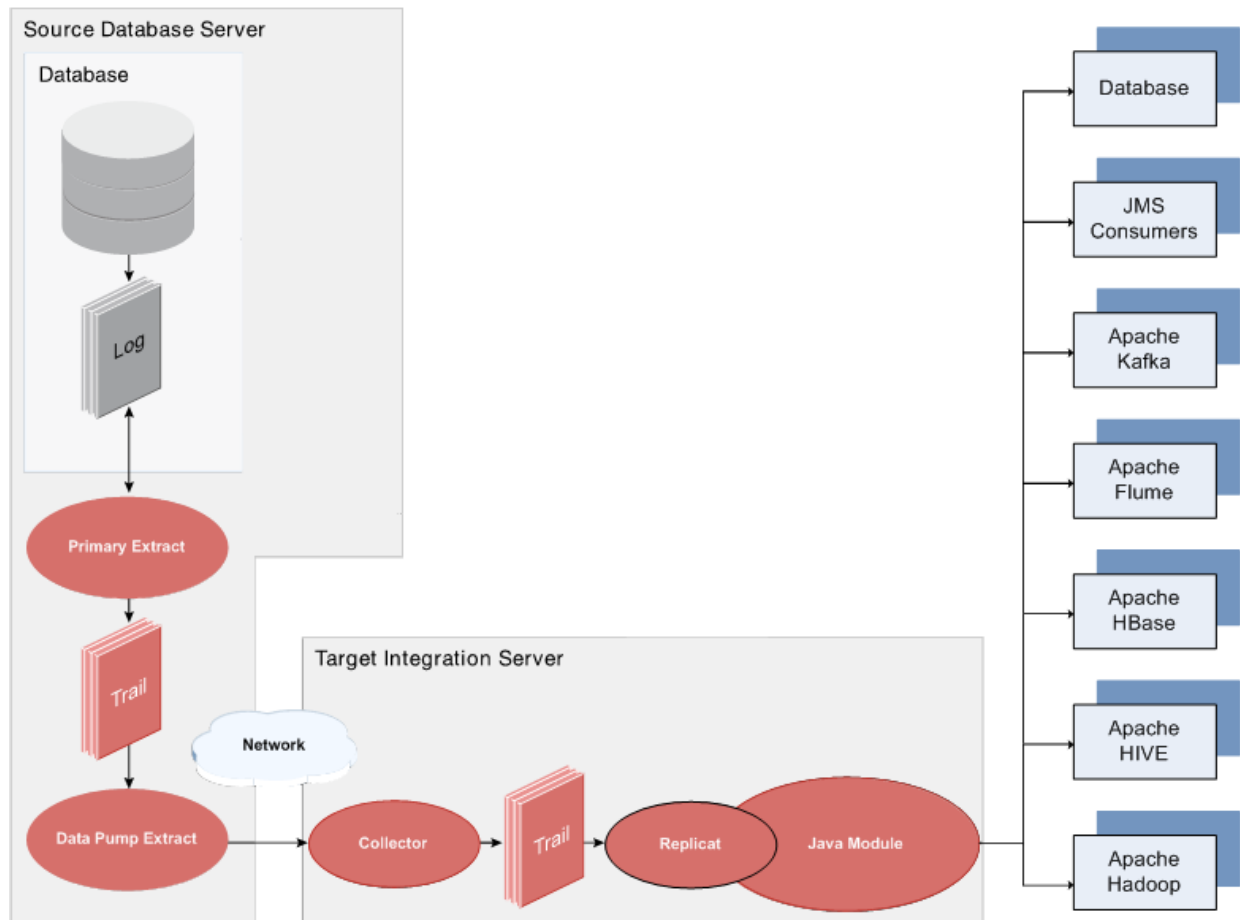 Source Database Server
Database
Log
Primary Extract
Trail
Data Pump Extract
Network
Target Integration Server
Collector
Trail
Replicat
Java Module
Database
JMS
Consumers
Apache
Kafka
Apache
Flume
Apache
HBase
Apache
HIVE
Apache
Hadoop